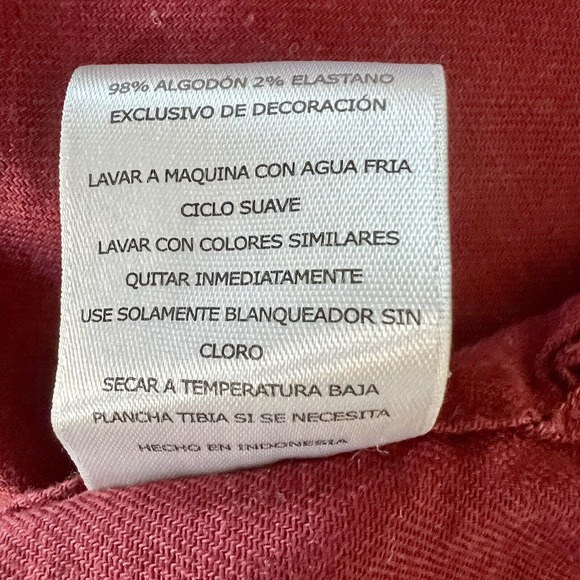 98% ALGODÓN 2% ELASTANO
EXCLUSIVO DE DECORACIÓN
LAVAR A MAQUINA CON AGUA FRIA
CICLO SUAVE
LAVAR CON COLORES SIMILARES
QUITAR INMEDIATAMENTE
USE SOLAMENTE BLANQUEADOR SIN
CLORO
SECAR A TEMPERATURA BAJA
PLANCHA TIBIA SI SE NECESITA
HECHO EN INDONESIA